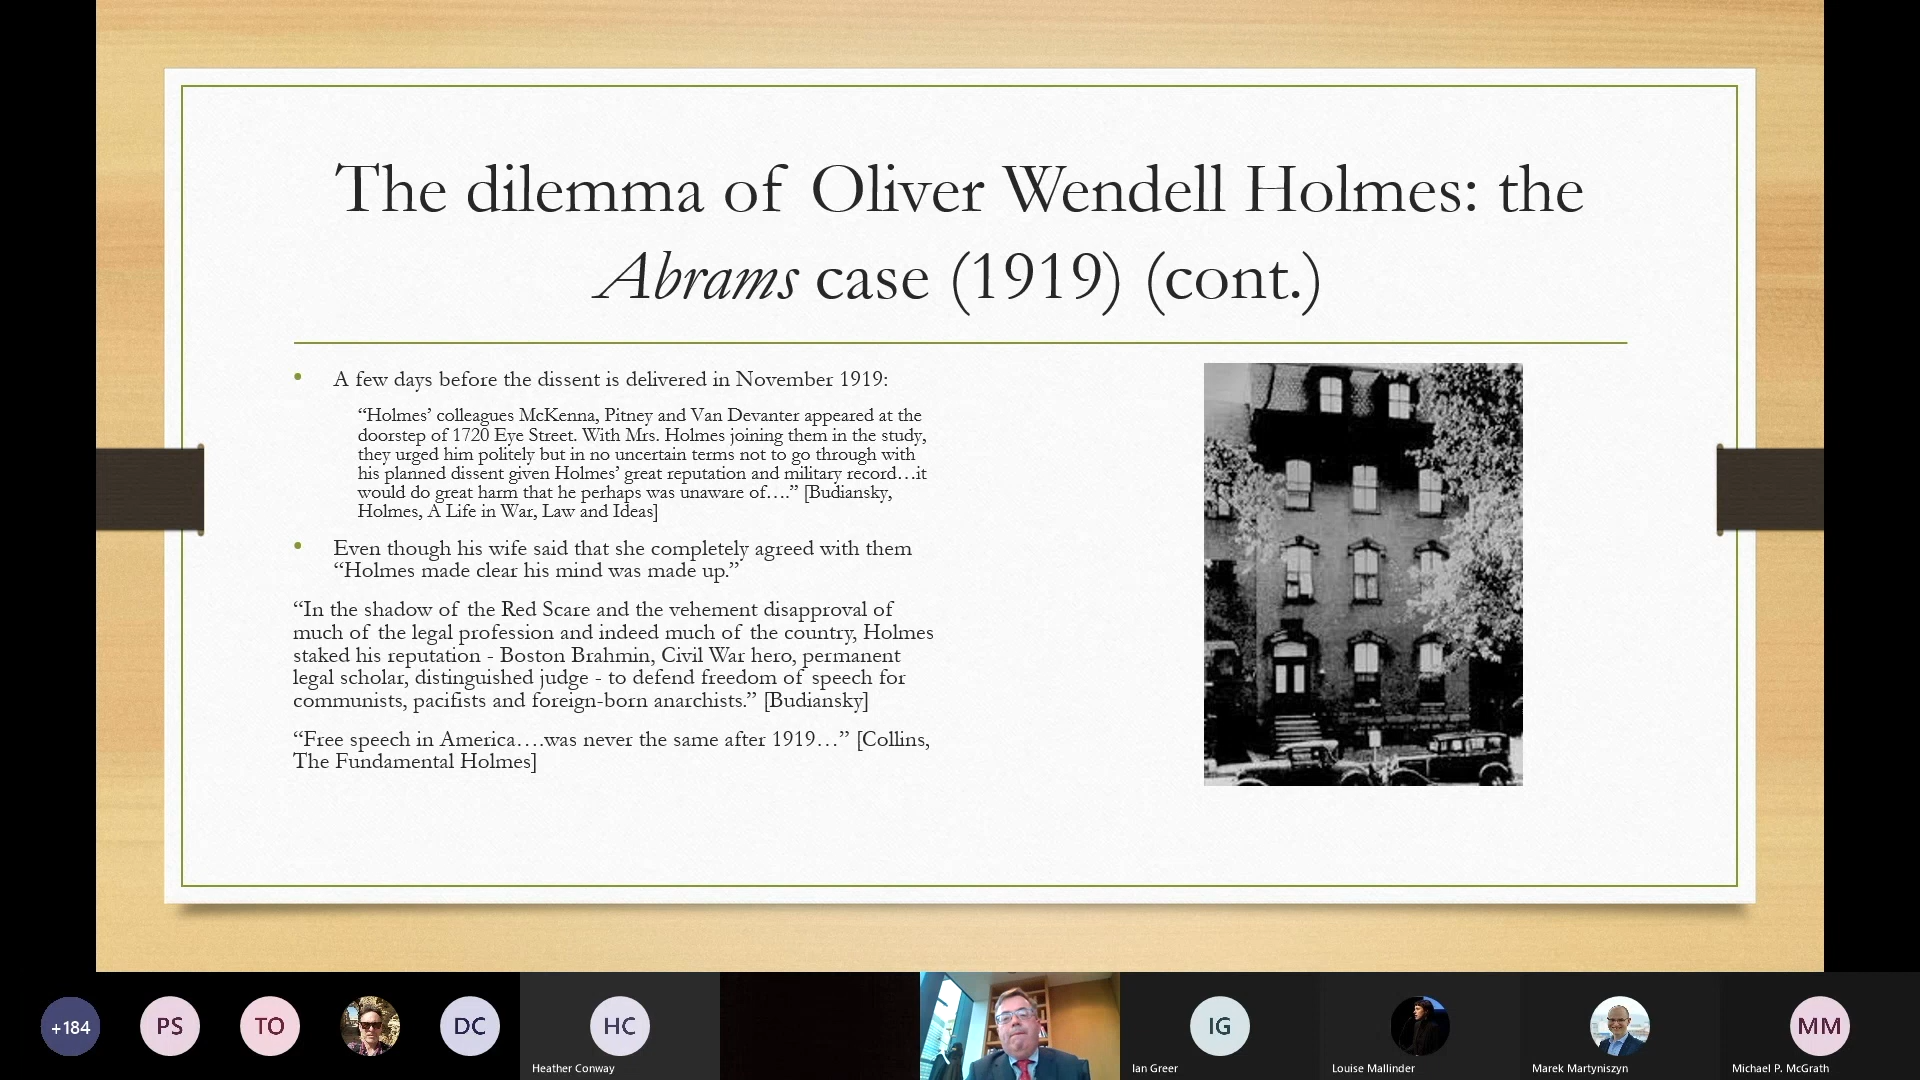 The dilemma of Oliver Wendell Holmes: the
Abrams case (1919) (cont.)
• A few days before the dissent is delivered in November 1919:
“Holmes’ colleagues McKenna, Pitney and Van Devanter appeared at the
doorstep of 1720 Eye Street. With Mrs. Holmes joining them in the study,
they urged him politely but in no uncertain terms not to go through with
his planned dissent given Holmes’ great reputation and military record…it
would do great harm that he perhaps was unaware of….” [Budiansky,
Holmes, A Life in War, Law and Ideas]
• Even though his wife said that she completely agreed with them
“Holmes made clear his mind was made up.”
“In the shadow of the Red Scare and the vehement disapproval of
much of the legal profession and indeed much of the country, Holmes
staked his reputation - Boston Brahmin, Civil War hero, permanent
legal scholar, distinguished judge - to defend freedom of speech for
communists, pacifists and foreign-born anarchists.” [Budiansky]
“Free speech in America….was never the same after 1919…” [Collins,
The Fundamental Holmes]
+184
PS
TO
DC
HC
Heather Conway
IG
Ian Greer
Louise Mallinder
Marek Martyniszyn
MM
Michael P. McGrath